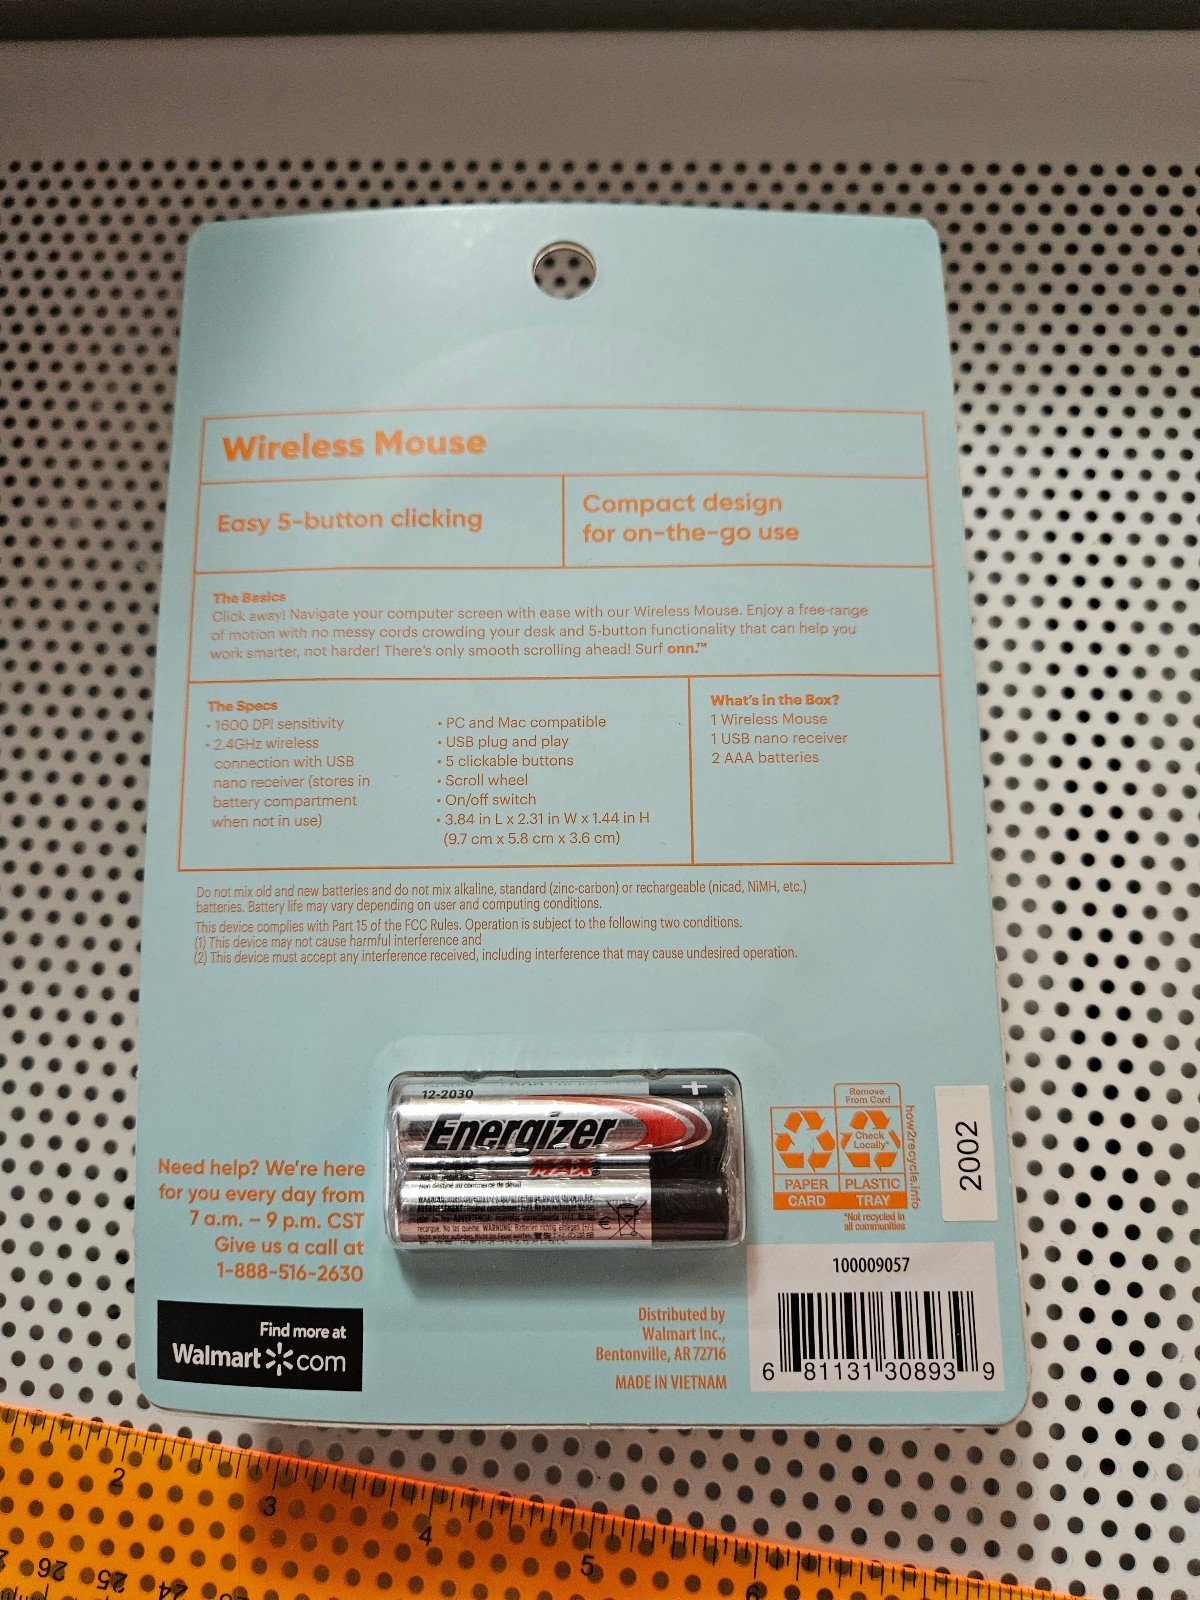 Wireless Mouse
Easy 5-button clicking
Compact design
for on-the-go use
The Basics
Click away! Navigate your computer screen with ease with our Wireless Mouse. Enjoy a free-range
of motion with no messy cords crowding your desk and 5-button functionality that can help you
work smarter, not harder! There's only smooth scrolling ahead! Surf onn.™
The Specs
• 1600 DPI sensitivity
• 2.4GHz wireless
connection with USB
nano receiver (stores in
battery compartment
when not in use)
• PC and Mac compatible
• USB plug and play
• 5 clickable buttons
• Scroll wheel
• On/off switch
• 3.84 in L x 2.31 in W x 1.44 in H
(9.7 cm x 5.8 cm x 3.6 cm)
What's in the Box?
1 Wireless Mouse
1 USB nano receiver
2 AAA batteries
Do not mix old and new batteries and do not mix alkaline, standard (zinc-carbon) or rechargeable (nicad, NiMH, etc.)
batteries. Battery life may vary depending on user and computing conditions.
This device complies with Part 15 of the FCC Rules. Operation is subject to the following two conditions.
(1) This device may not cause harmful interference and
(2) This device must accept any interference received, including interference that may cause undesired operation.
12-2030
+
Energizer
MAX
Need help? We're here
for you every day from
7 a.m. – 9 p.m. CST
Give us a call at
1-888-516-2630
Find more at
Walmart.com
Distributed by
Walmart Inc.,
Bentonville, AR 72716
MADE IN VIETNAM
Remove
From Card
Check
Locally*
PAPER
CARD
PLASTIC
TRAY
*Not recycled in
all communities
how2recycle.info
2002
100009057
6 81131 30893 9
2
3
4
5
6
26
25
24